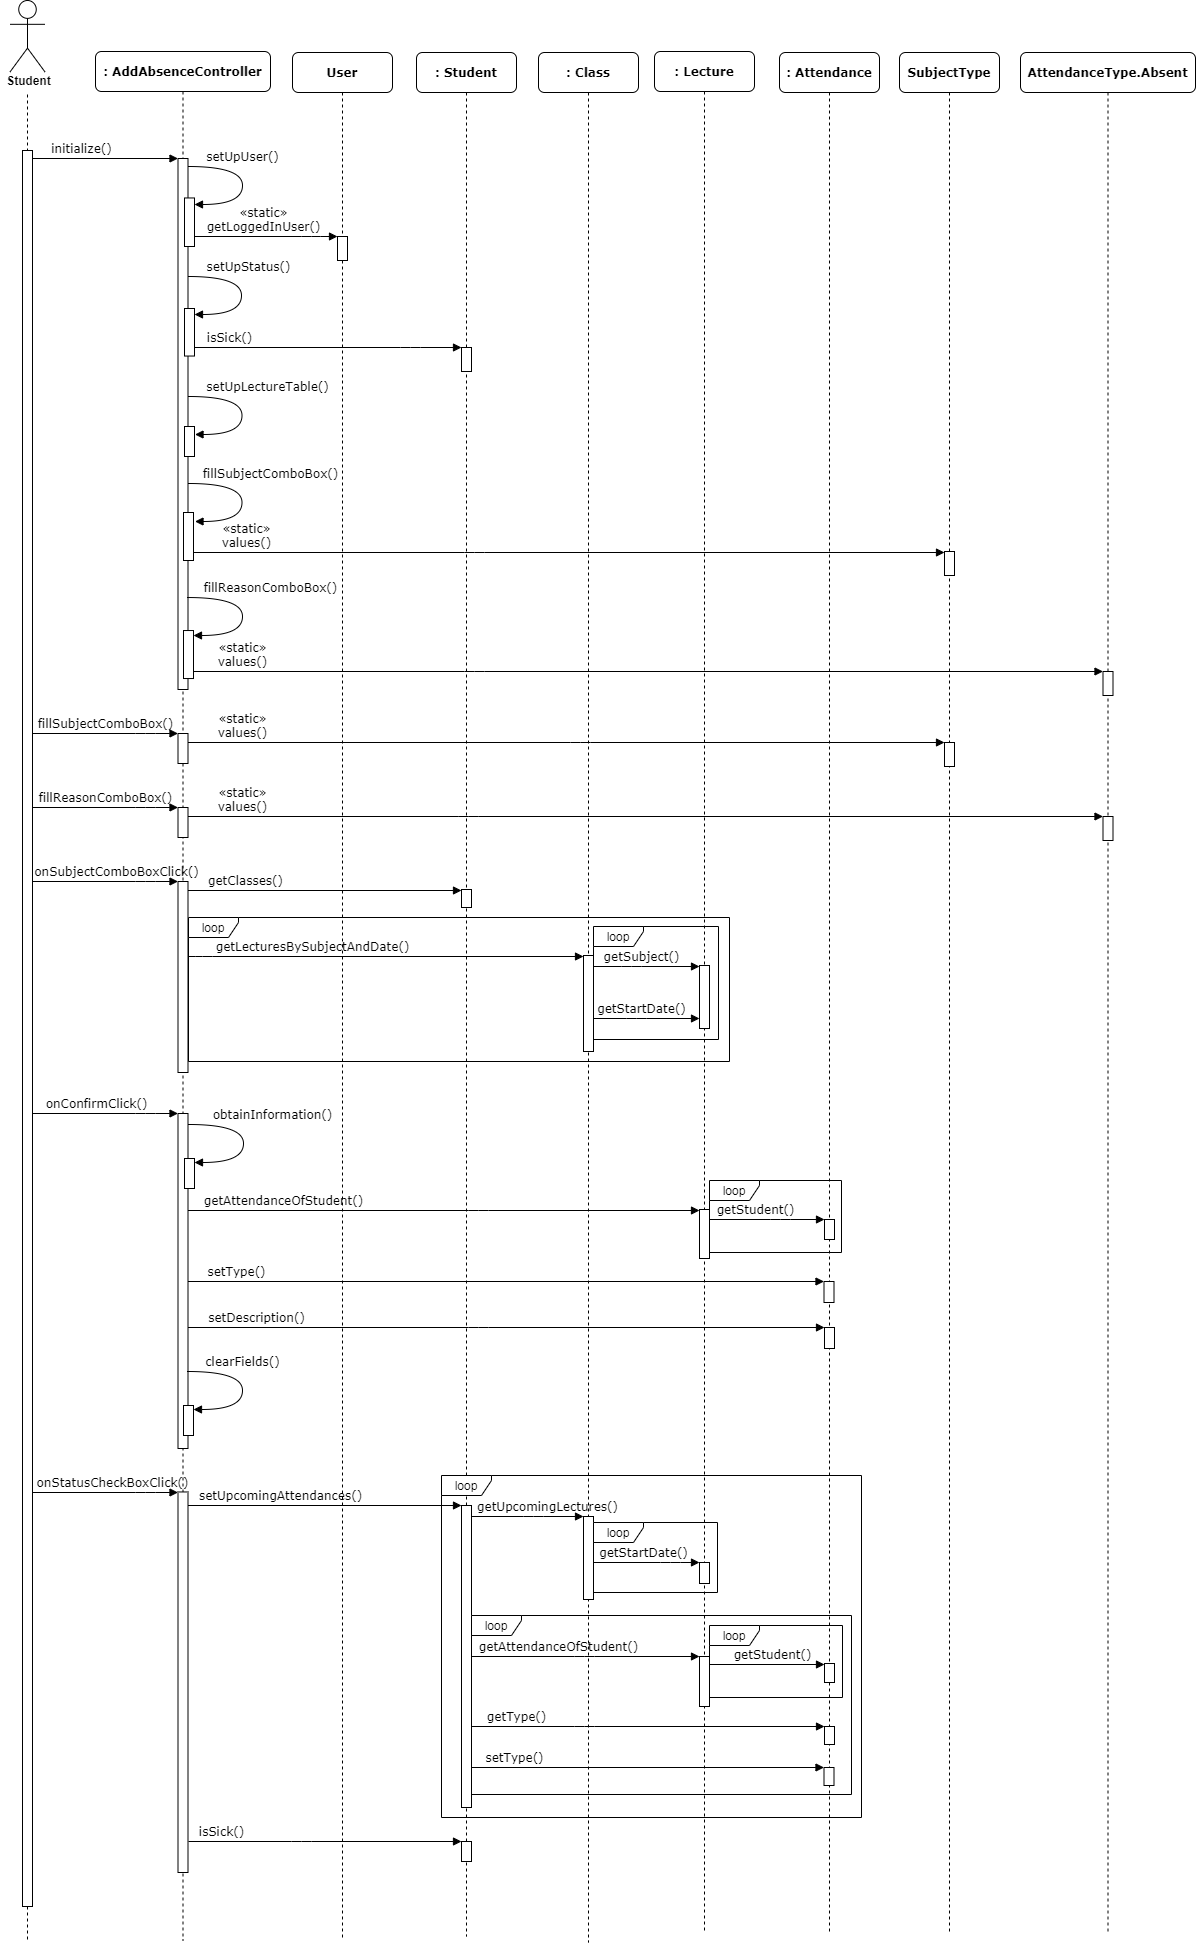 Student
: AddAbsenceController
User
: Student
: Class
: Lecture
: Attendance
SubjectType
AttendanceType.Absent
initialize()
setUpUser()
«static»
getLoggedInUser()
setUpStatus()
isSick()
setUpLectureTable()
fillSubjectComboBox()
«static»
values()
fillReasonComboBox()
«static»
values()
fillSubjectComboBox()
«static»
values()
fillReasonComboBox()
«static»
values()
onSubjectComboBoxClick()
getClasses()
loop
loop
getLecturesBySubjectAndDate()
getSubject()
getStartDate()
onConfirmClick()
obtainInformation()
loop
getAttendanceOfStudent()
getStudent()
setType()
setDescription()
clearFields()
onStatusCheckBoxClick()
loop
setUpcomingAttendances()
getUpcomingLectures()
loop
getStartDate()
loop
loop
getAttendanceOfStudent()
getStudent()
getType()
setType()
isSick()